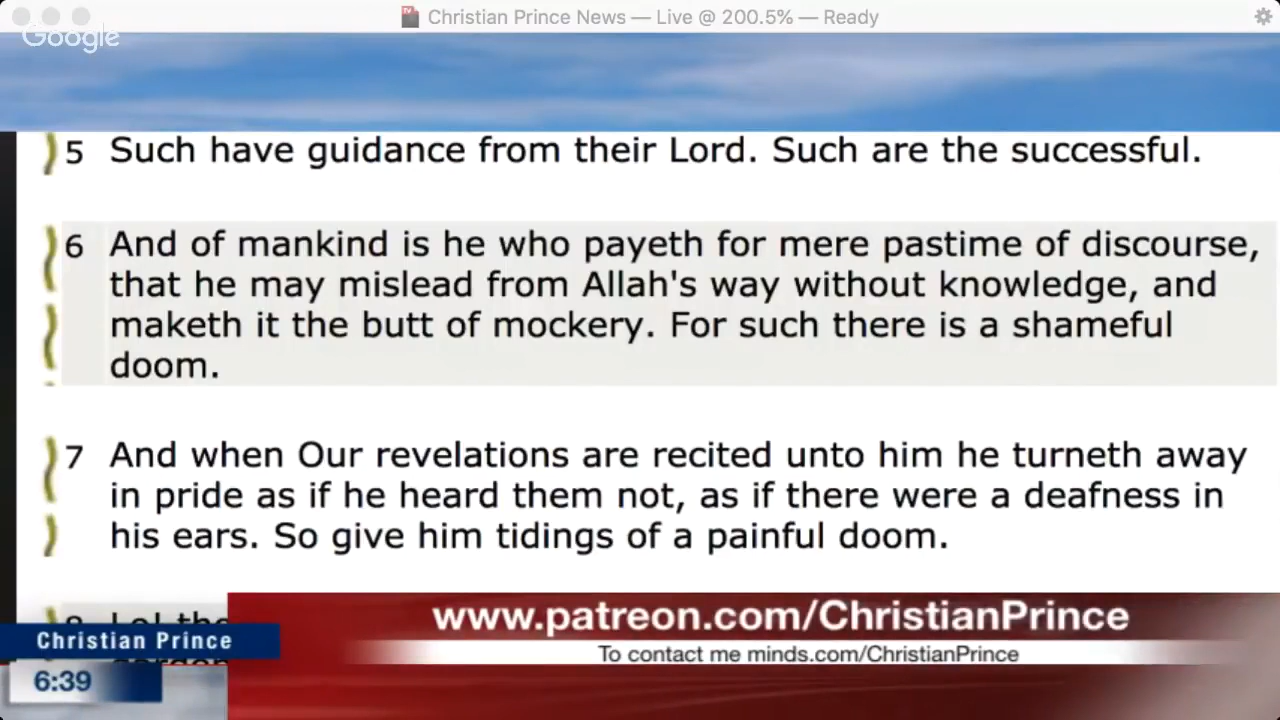 Christian Prince News — Live @ 200.5% — Ready
Google
5 Such have guidance from their Lord. Such are the successful.
6 And of mankind is he who payeth for mere pastime of discourse,
that he may mislead from Allah's way without knowledge, and
maketh it the butt of mockery. For such there is a shameful
doom.
7 And when Our revelations are recited unto him he turneth away
in pride as if he heard them not, as if there were a deafness in
his ears. So give him tidings of a painful doom.
8 Lo! the
www.patreon.com/ChristianPrince
Christian Prince
To contact me minds.com/ChristianPrince
6:39